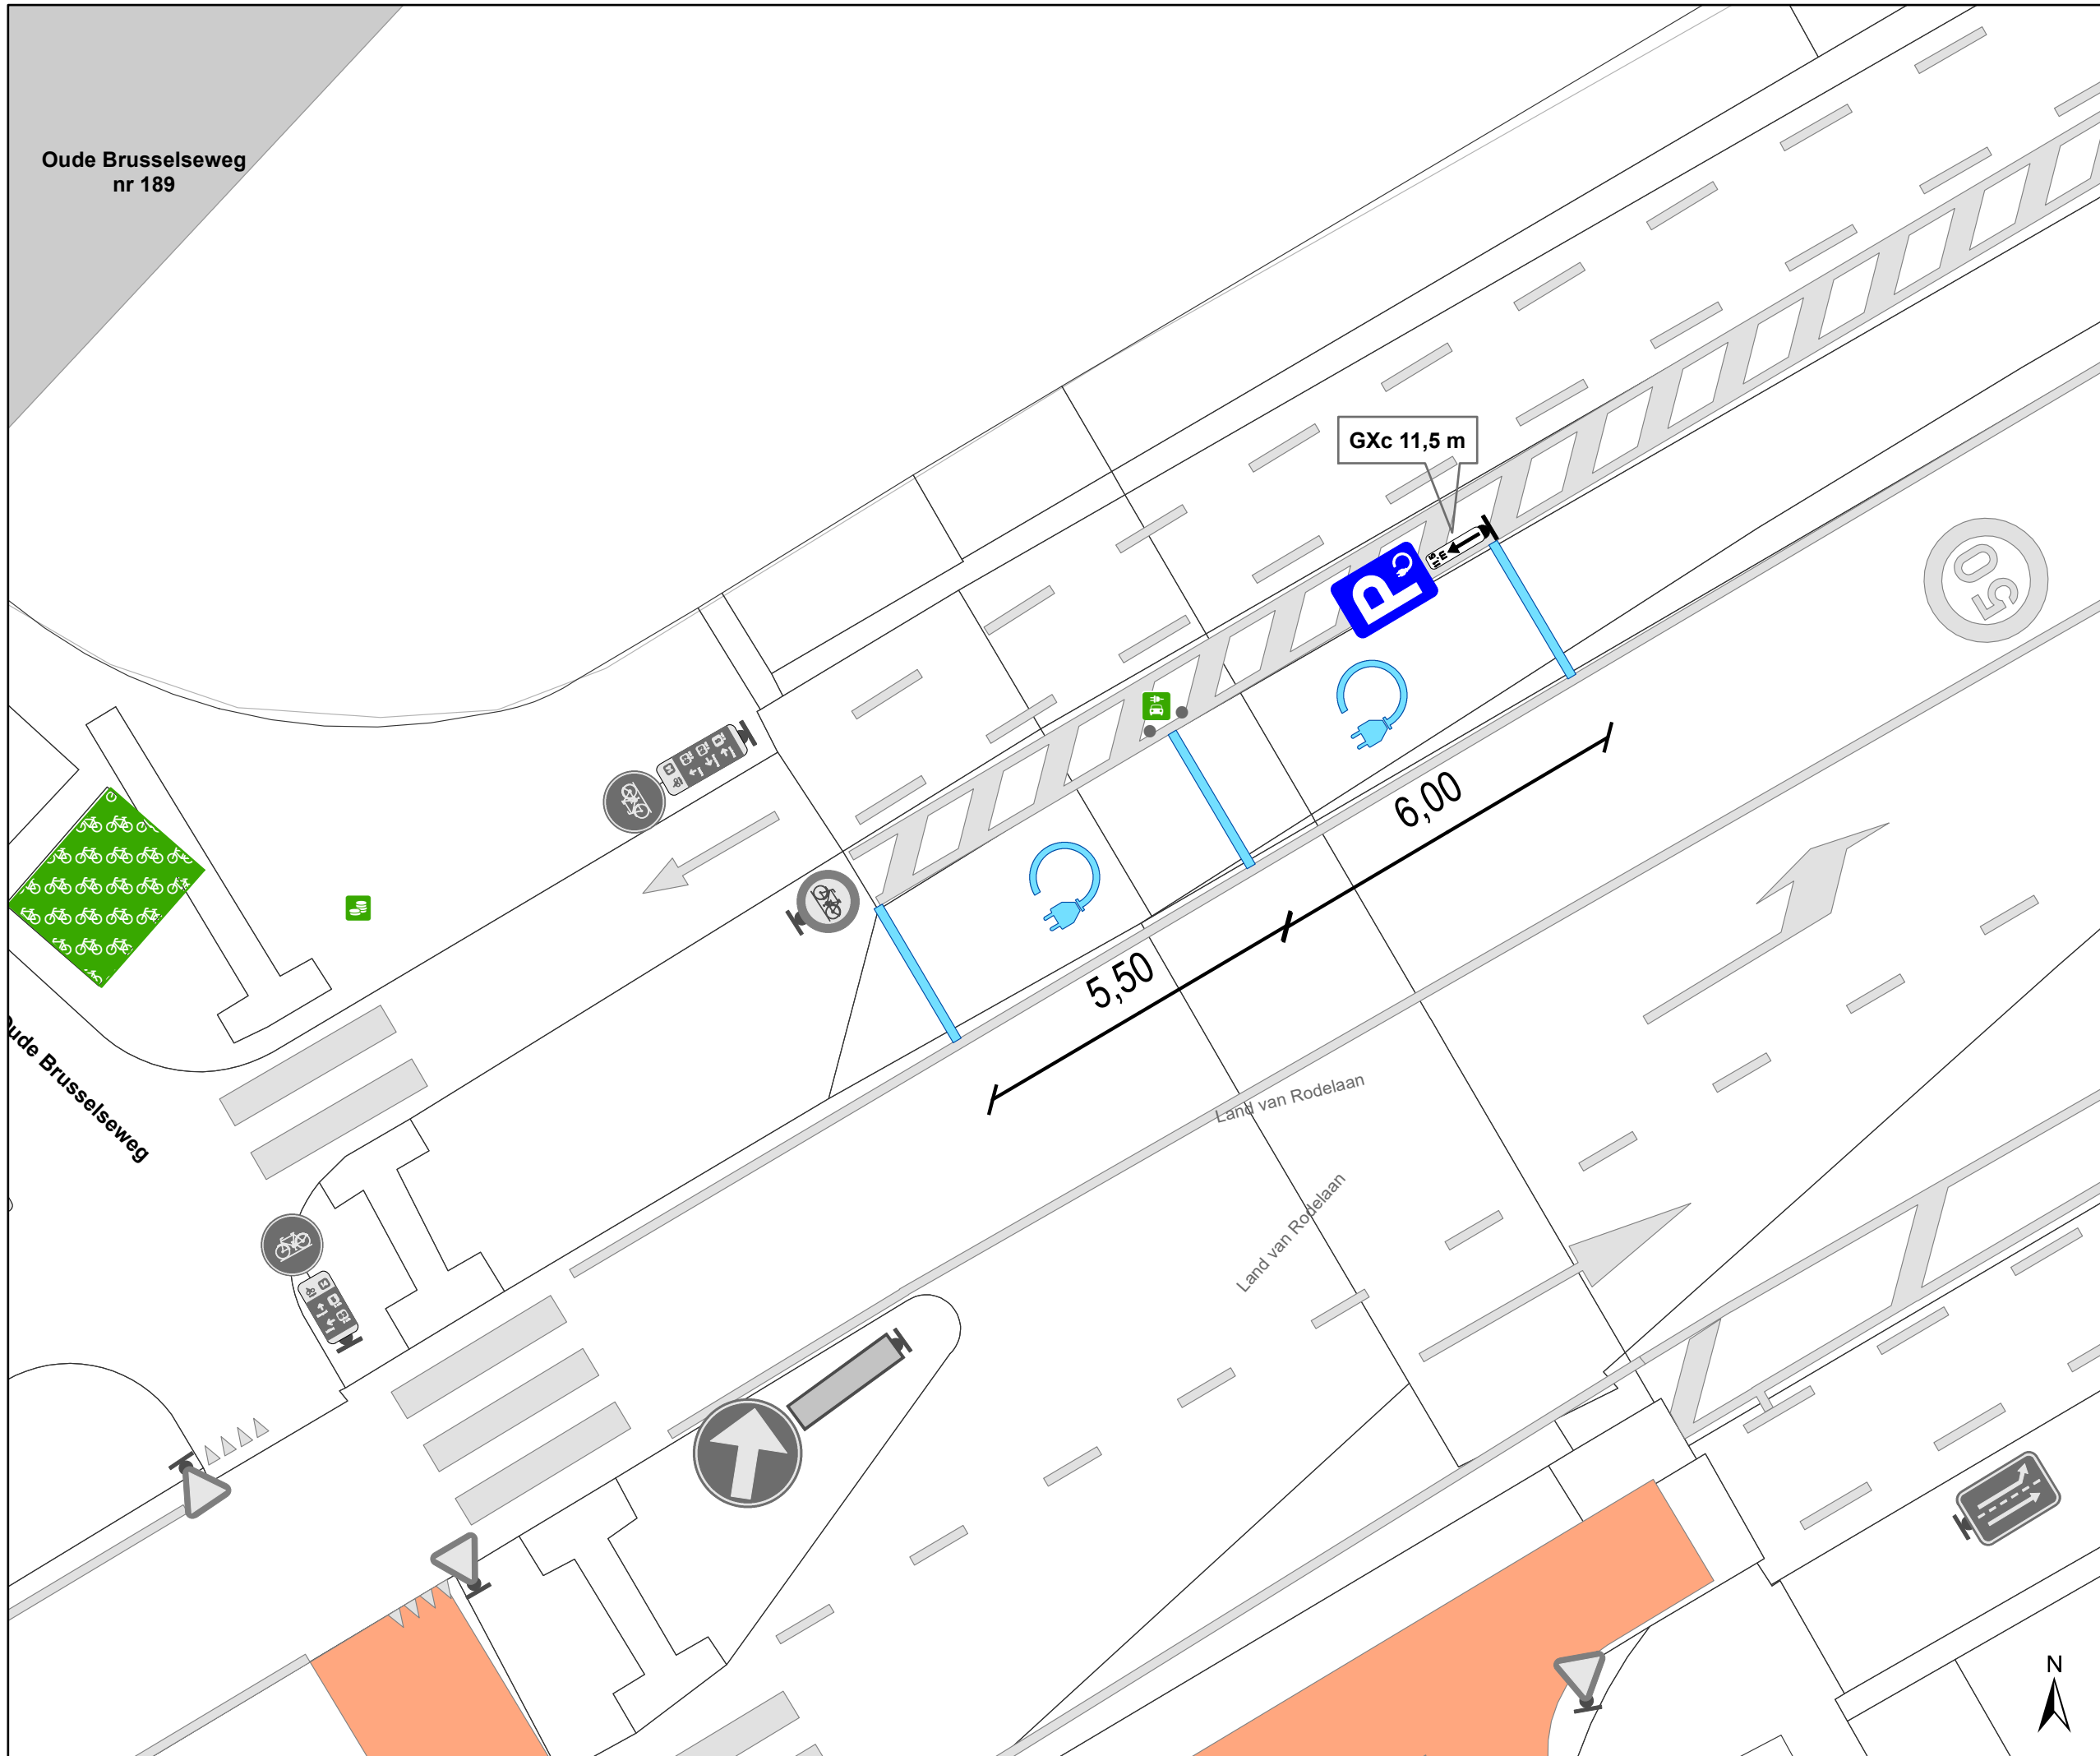 Oude Brusselseweg
nr 189
GXc 11,5 m
P
50
6,00
5,50
Land van Rodelaan
Oude Brusselseweg
Land van Rodelaan
N